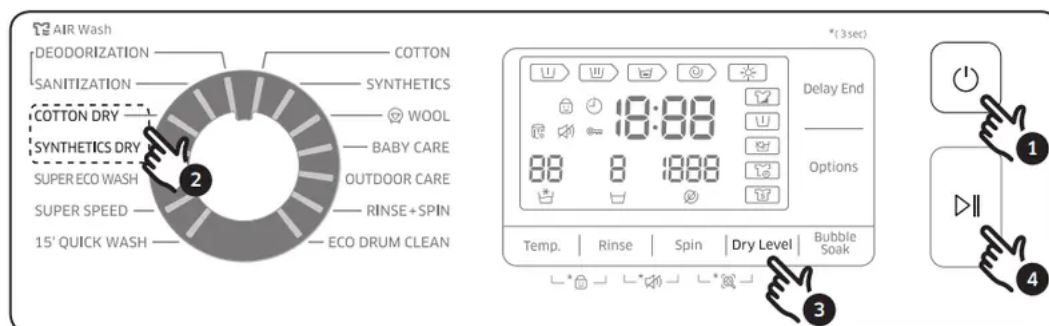 AIR Wash
DEODORIZATION
SANITIZATION
COTTON DRY
SYNTHETICS DRY
SUPER ECO WASH
SUPER SPEED
15' QUICK WASH
COTTON
SYNTHETICS
WOOL
BABY CARE
OUTDOOR CARE
RINSE+SPIN
ECO DRUM CLEAN
2
*(3 sec)
18:88
88 8 1888
Delay End
Options
Temp.
Rinse
Spin
Dry Level
Bubble
Soak
*
*
*
3
1
4